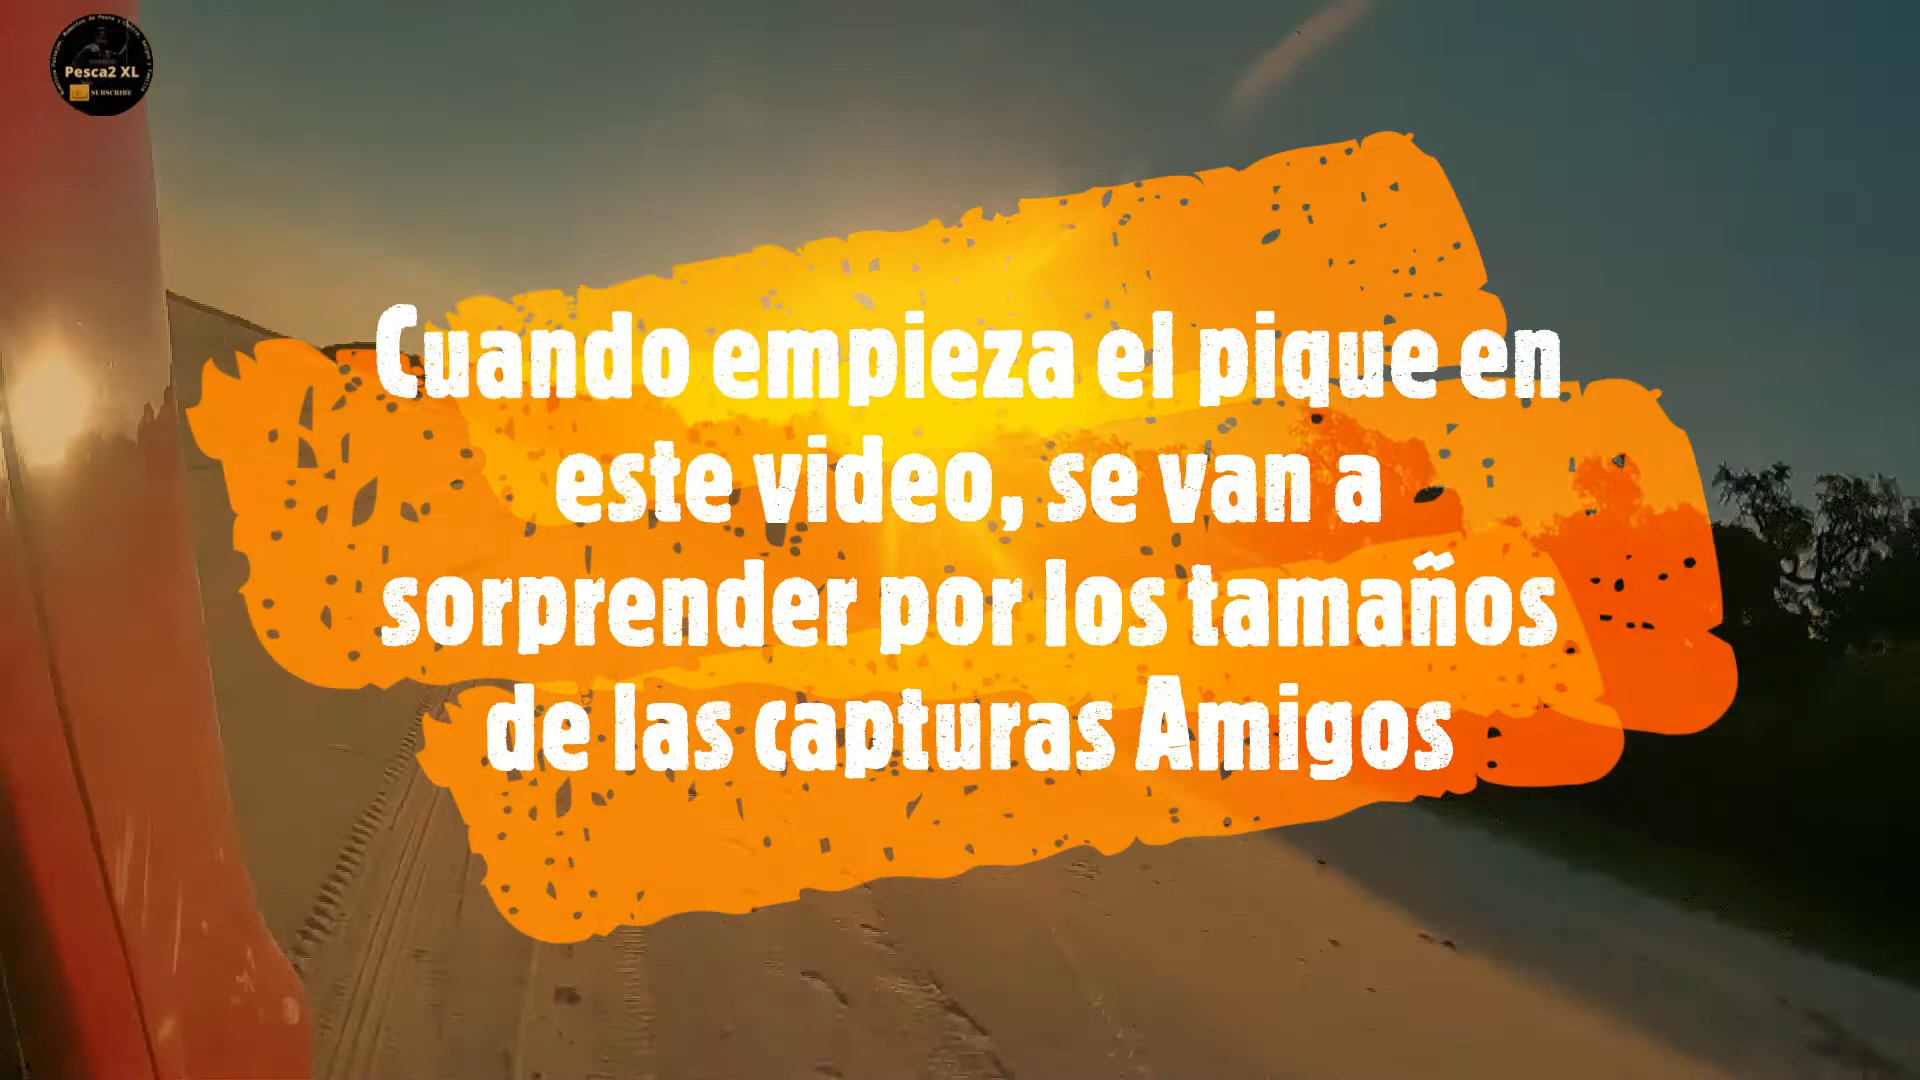 Pesca2 XL
SUBSCRIBE
Cuando empieza el pique en
este video, se van a
sorprender por los tamaños
de las capturas Amigos